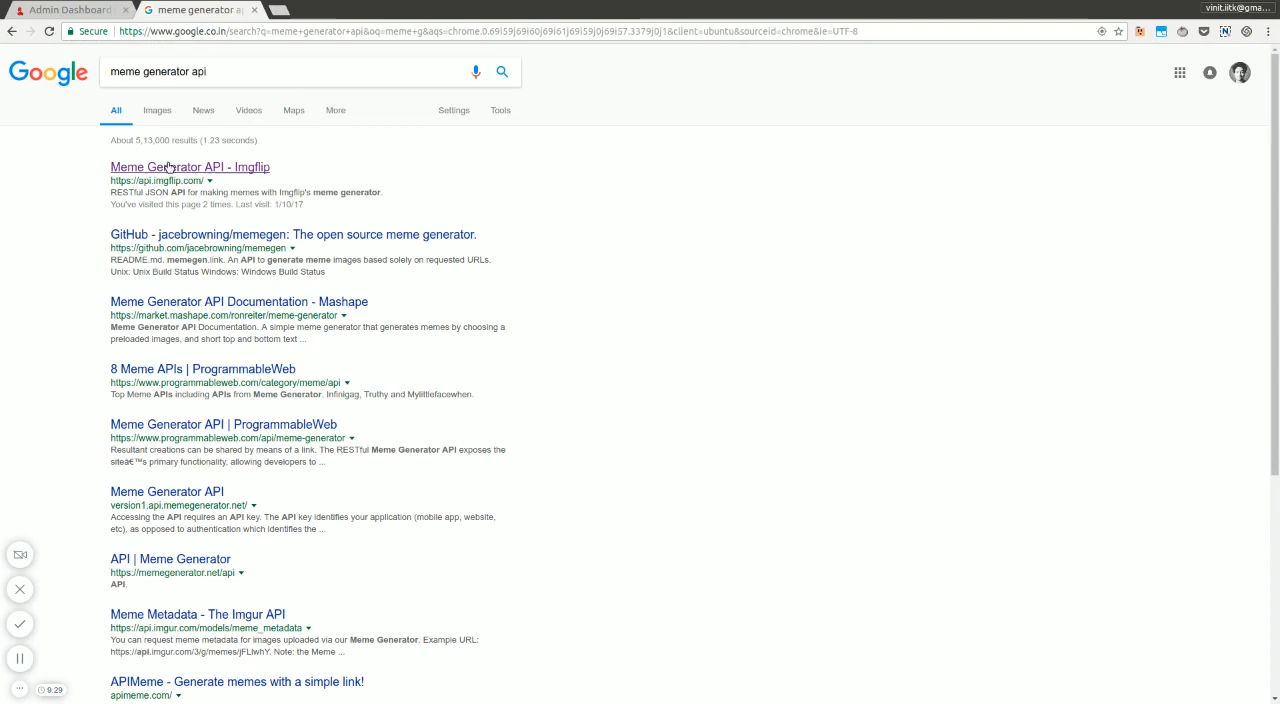 vinit.iitk@gma...
Admin Dashboard
meme generator ap
Secure
https://www.google.co.in/search?q=meme+generator+api&oq=meme+g&aqs=chrome.0.69i59j69i60j69i61j69i59j0j69i57.3379j0j1&client=ubuntu&sourceid=chrome&ie=UTF-8
Google
meme generator api
All Images News Videos Maps More Settings Tools
About 5,13,000 results (1.23 seconds)
Meme Generator API - Imgflip
https://api.imgflip.com/
RESTful JSON API for making memes with Imgflip's meme generator.
You've visited this page 2 times. Last visit: 1/10/17
GitHub - jacebrowning/memegen: The open source meme generator.
https://github.com/jacebrowning/memegen
README.md. memegen.link. An API to generate meme images based solely on requested URLs.
Unix: Unix Build Status Windows: Windows Build Status
Meme Generator API Documentation - Mashape
https://market.mashape.com/ronreiter/meme-generator
Meme Generator API Documentation. A simple meme generator that generates memes by choosing a
preloaded images, and short top and bottom text ...
8 Meme APIs | ProgrammableWeb
https://www.programmableweb.com/category/meme/api
Top Meme APIs including APIs from Meme Generator, Infinigag, Truthy and Mylittlefacewhen.
Meme Generator API | ProgrammableWeb
https://www.programmableweb.com/api/meme-generator
Resultant creations can be shared by means of a link. The RESTful Meme Generator API exposes the
siteâ€™s primary functionality, allowing developers to ...
Meme Generator API
version1.api.memegenerator.net/
Accessing the API requires an API key. The API key identifies your application (mobile app, website,
etc), as opposed to authentication which identifies the ...
API | Meme Generator
https://memegenerator.net/api
API.
Meme Metadata - The Imgur API
https://api.imgur.com/models/meme_metadata
You can request meme metadata for images uploaded via our Meme Generator. Example URL:
https://api.imgur.com/3/g/memes/jFLlwhY. Note: the Meme ...
APIMeme - Generate memes with a simple link!
apimeme.com/
9:29